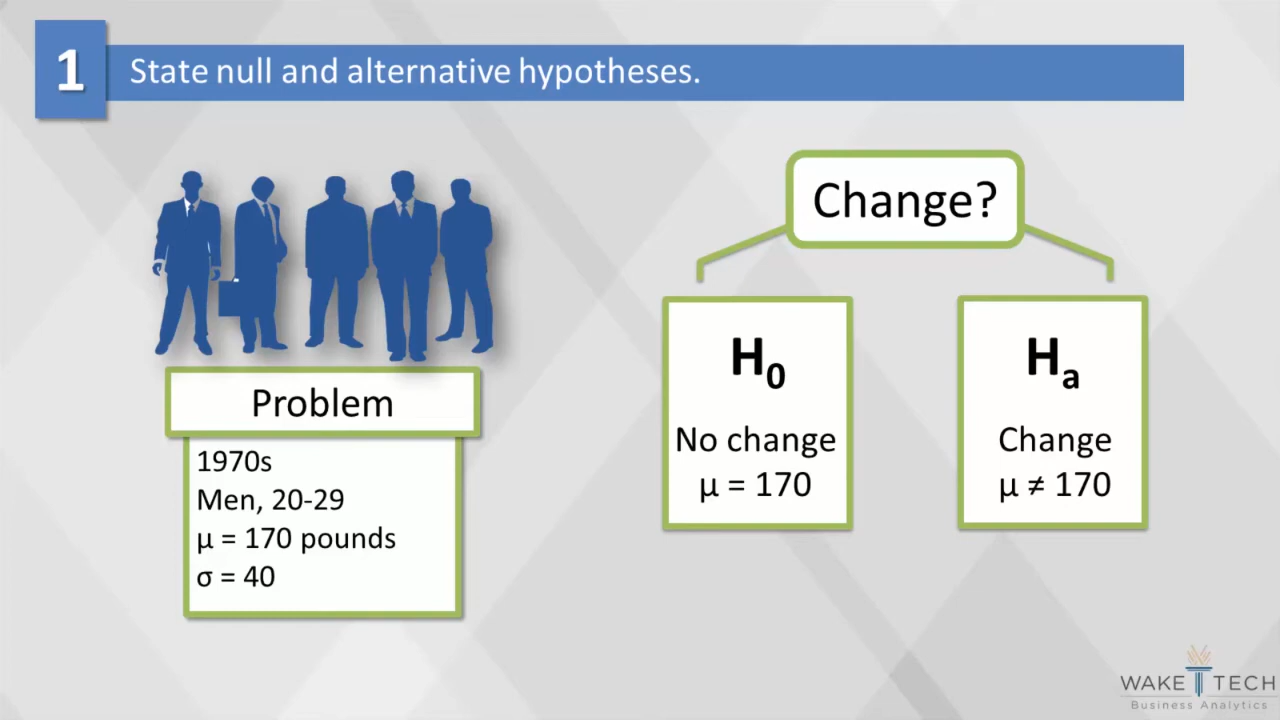 1
State null and alternative hypotheses.
Problem
1970s
Men, 20-29
μ = 170 pounds
σ = 40
Change?
H₀
No change
μ = 170
Hₐ
Change
μ ≠ 170
WAKE TECH
Business Analytics